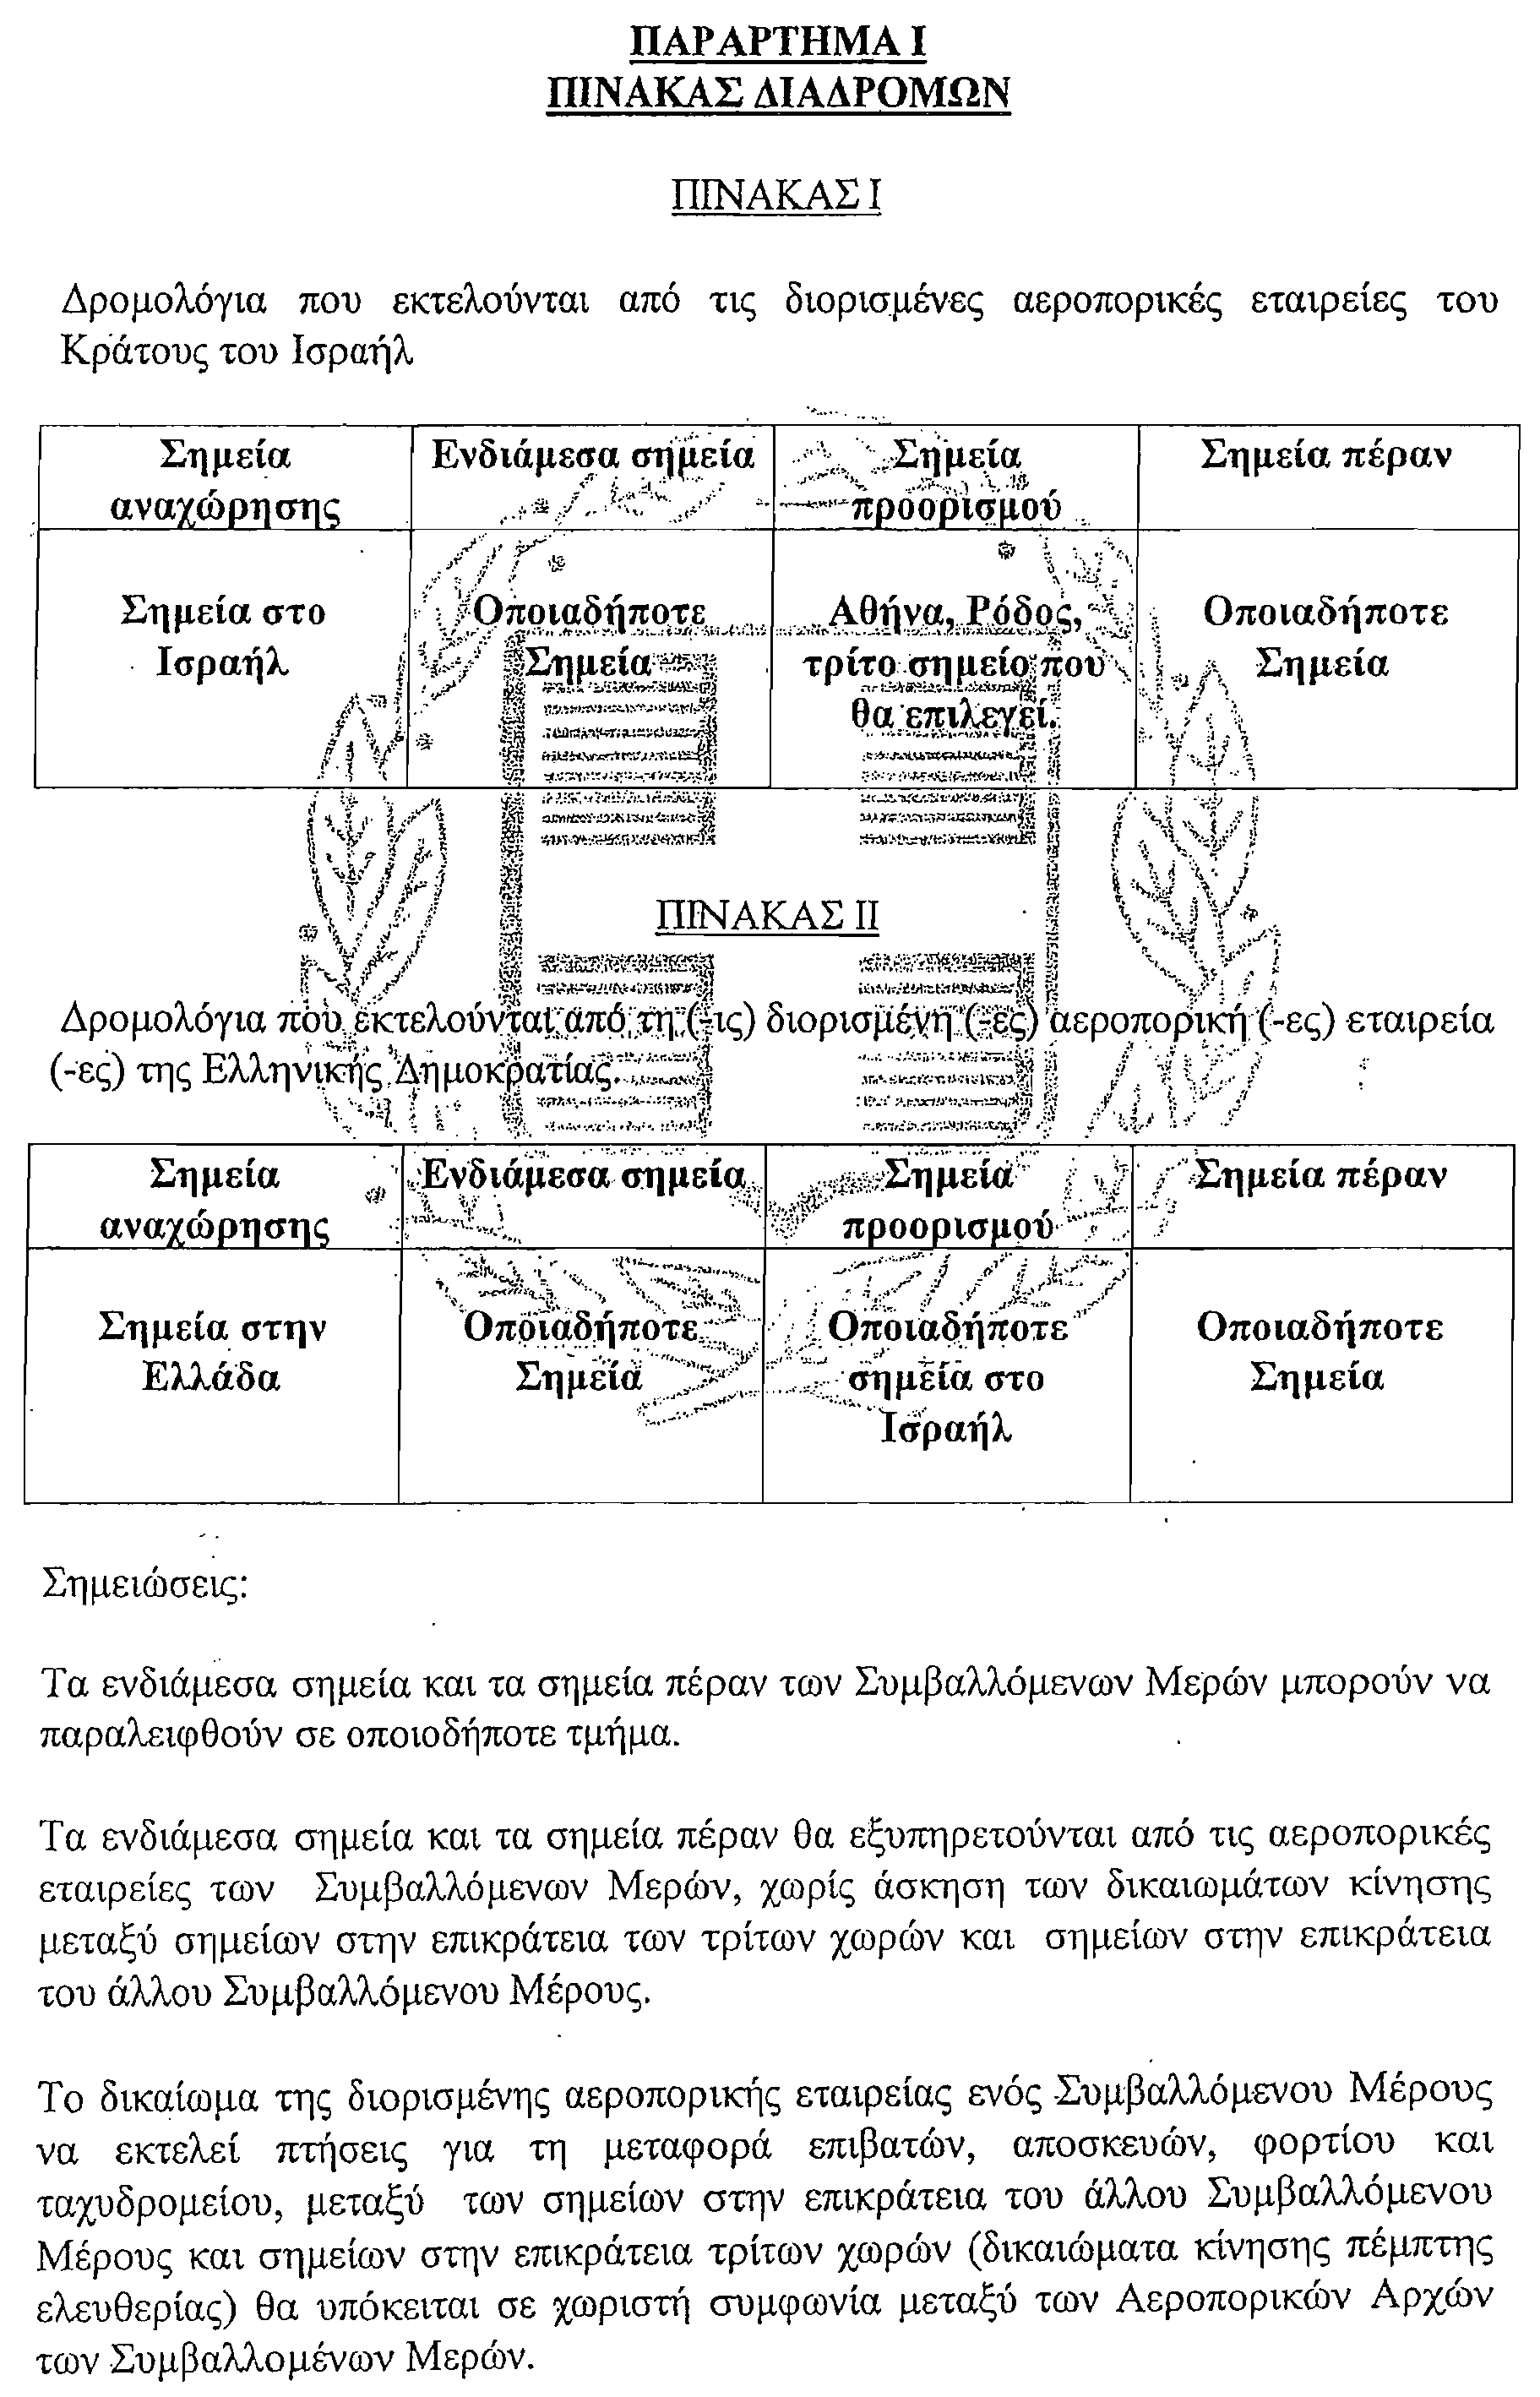 ΠΑΡΑΡΤΗΜΑ Ι
ΠΙΝΑΚΑΣ ΔΙΑΔΡΟΜΩΝ
ΠΙΝΑΚΑΣ Ι
Δρομολόγια που εκτελούνται από τις διορισμένες αεροπορικές εταιρείες του
Κράτους του Ισραήλ
Σημεία αναχώρησης
Ενδιάμεσα σημεία
Σημεία προορισμού
Σημεία πέραν
Σημεία στο Ισραήλ
Οποιαδήποτε Σημεία
Αθήνα, Ρόδος, τρίτο σημείο που θα επιλεγεί.
Οποιαδήποτε Σημεία
ΠΙΝΑΚΑΣ ΙΙ
Δρομολόγια που εκτελούνται από τη (-ις) διορισμένη (-ες) αεροπορική (-ες) εταιρεία
(-ες) της Ελληνικής Δημοκρατίας.
Σημεία αναχώρησης
Ενδιάμεσα σημεία
Σημεία προορισμού
Σημεία πέραν
Σημεία στην Ελλάδα
Οποιαδήποτε Σημεία
Οποιαδήποτε σημεία στο Ισραήλ
Οποιαδήποτε Σημεία
Σημειώσεις:
Τα ενδιάμεσα σημεία και τα σημεία πέραν των Συμβαλλόμενων Μερών μπορούν να
παραλειφθούν σε οποιοδήποτε τμήμα.
Τα ενδιάμεσα σημεία και τα σημεία πέραν θα εξυπηρετούνται από τις αεροπορικές
εταιρείες των Συμβαλλόμενων Μερών, χωρίς άσκηση των δικαιωμάτων κίνησης
μεταξύ σημείων στην επικράτεια των τρίτων χωρών και σημείων στην επικράτεια
του άλλου Συμβαλλόμενου Μέρους.
Το δικαίωμα της διορισμένης αεροπορικής εταιρείας ενός Συμβαλλόμενου Μέρους
να εκτελεί πτήσεις για τη μεταφορά επιβατών, αποσκευών, φορτίου και
ταχυδρομείου, μεταξύ των σημείων στην επικράτεια του άλλου Συμβαλλόμενου
Μέρους και σημείων στην επικράτεια τρίτων χωρών (δικαιώματα κίνησης πέμπτης
ελευθερίας) θα υπόκειται σε χωριστή συμφωνία μεταξύ των Αεροπορικών Αρχών
των Συμβαλλομένων Μερών.